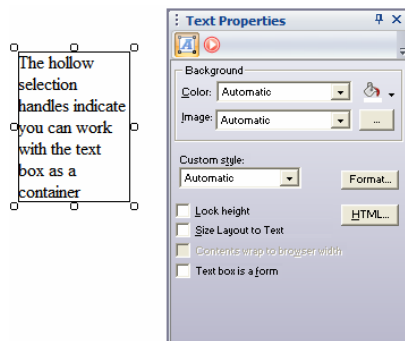 The hollow
selection
handles indicate
you can work
with the text
box as a
container
Text Properties
Background
Color: Automatic
Image: Automatic ...
Custom style:
Automatic Format...
Lock height HTML...
Size Layout to Text
Contents wrap to browser width
Text box is a form